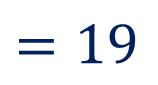 = 19